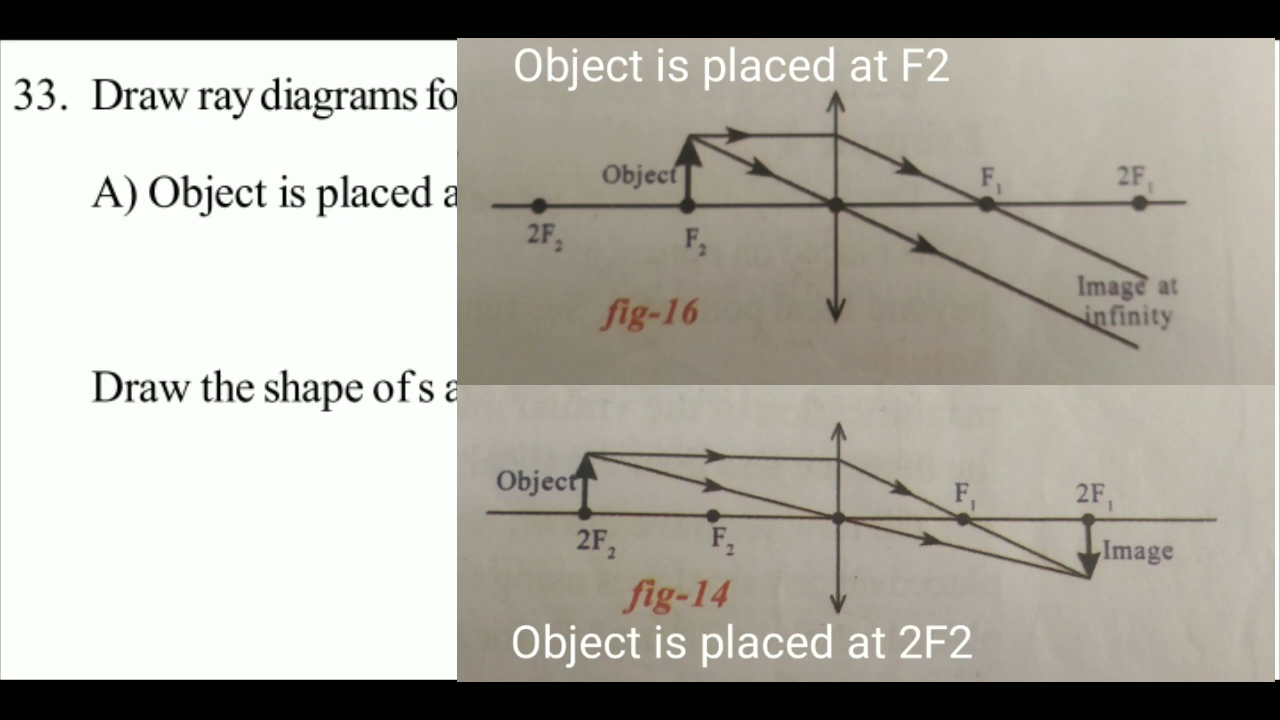 33. Draw ray diagrams fo
A) Object is placed a
Draw the shape of s a
Object is placed at F2
Object
F₁
2F₁
2F₂
F₂
Image at
infinity
fig-16
Object
F₁
2F₁
2F₂
F₂
Image
fig-14
Object is placed at 2F2